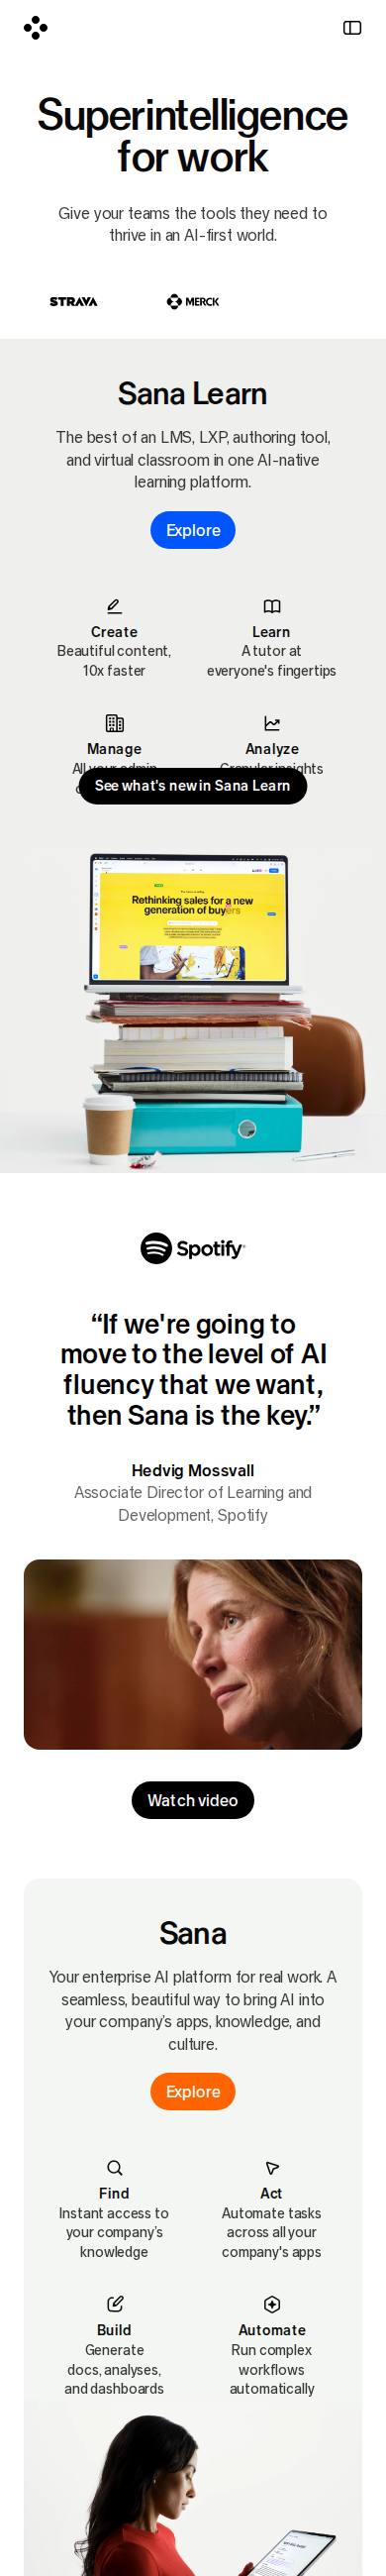 Superintelligence
for work
Give your teams the tools they need to
thrive in an AI-first world.
STRAVA
MERCK
Sana Learn
The best of an LMS, LXP, authoring tool,
and virtual classroom in one AI-native
learning platform.
Explore
Create
Beautiful content,
10x faster
Learn
A tutor at
everyone's fingertips
Manage
All your admin
Analyze
Granular insights
See what's new in Sana Learn
Rethinking sales for a new
generation of buyers
Spotify
“If we're going to
move to the level of AI
fluency that we want,
then Sana is the key.”
Hedvig Mossvall
Associate Director of Learning and
Development, Spotify
Watch video
Sana
Your enterprise AI platform for real work. A
seamless, beautiful way to bring AI into
your company’s apps, knowledge, and
culture.
Explore
Find
Instant access to
your company’s
knowledge
Act
Automate tasks
across all your
company's apps
Build
Generate
docs, analyses,
and dashboards
Automate
Run complex
workflows
automatically